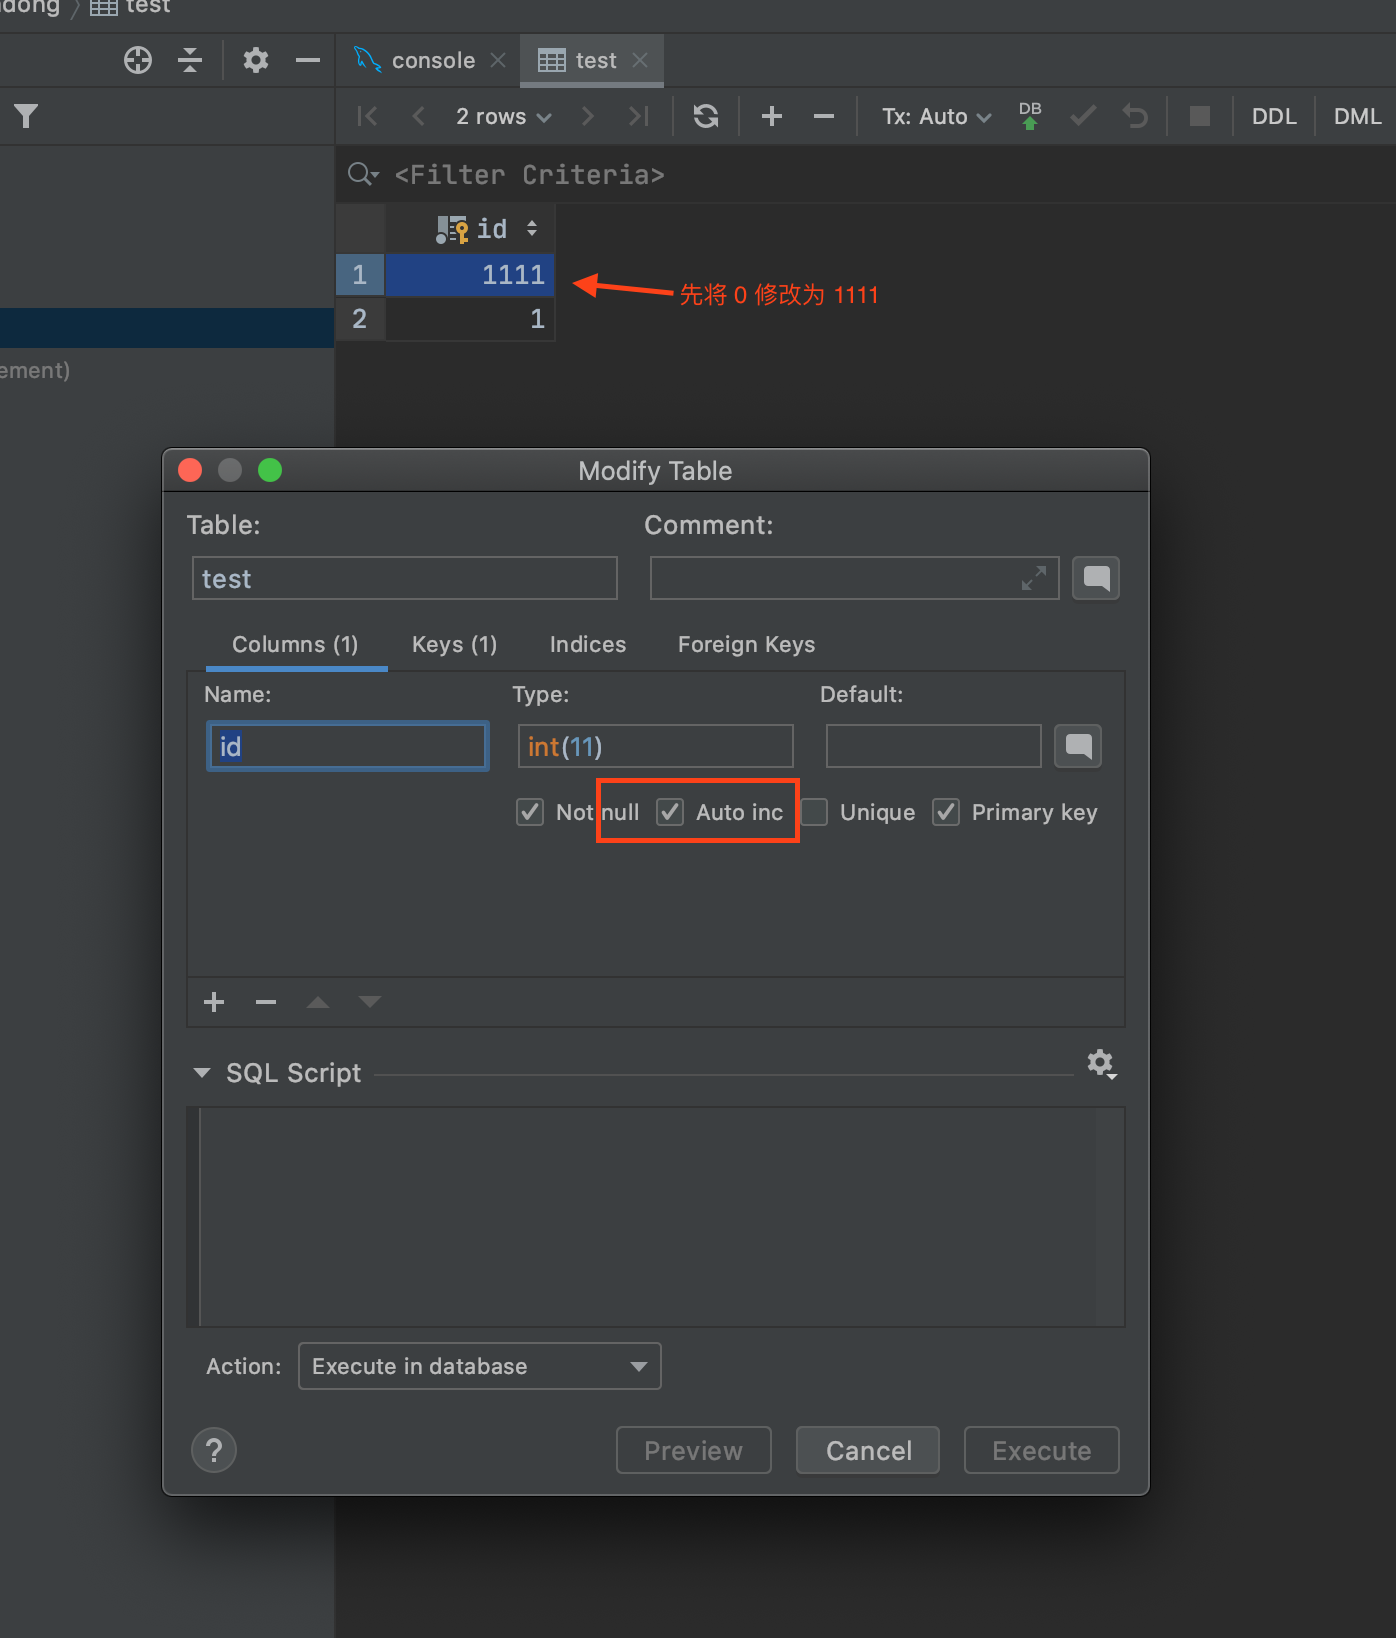 test
console
test
2 rows
Tx: Auto
DB
DDL
DML
<Filter Criteria>
id
1 1111
先将 0 修改为 1111
2 1
ement)
Modify Table
Table:
Comment:
test
Columns (1)
Keys (1)
Indices
Foreign Keys
Name:
Type:
Default:
id
int(11)
Not null
Auto inc
Unique
Primary key
SQL Script
Action:
Execute in database
?
Preview
Cancel
Execute